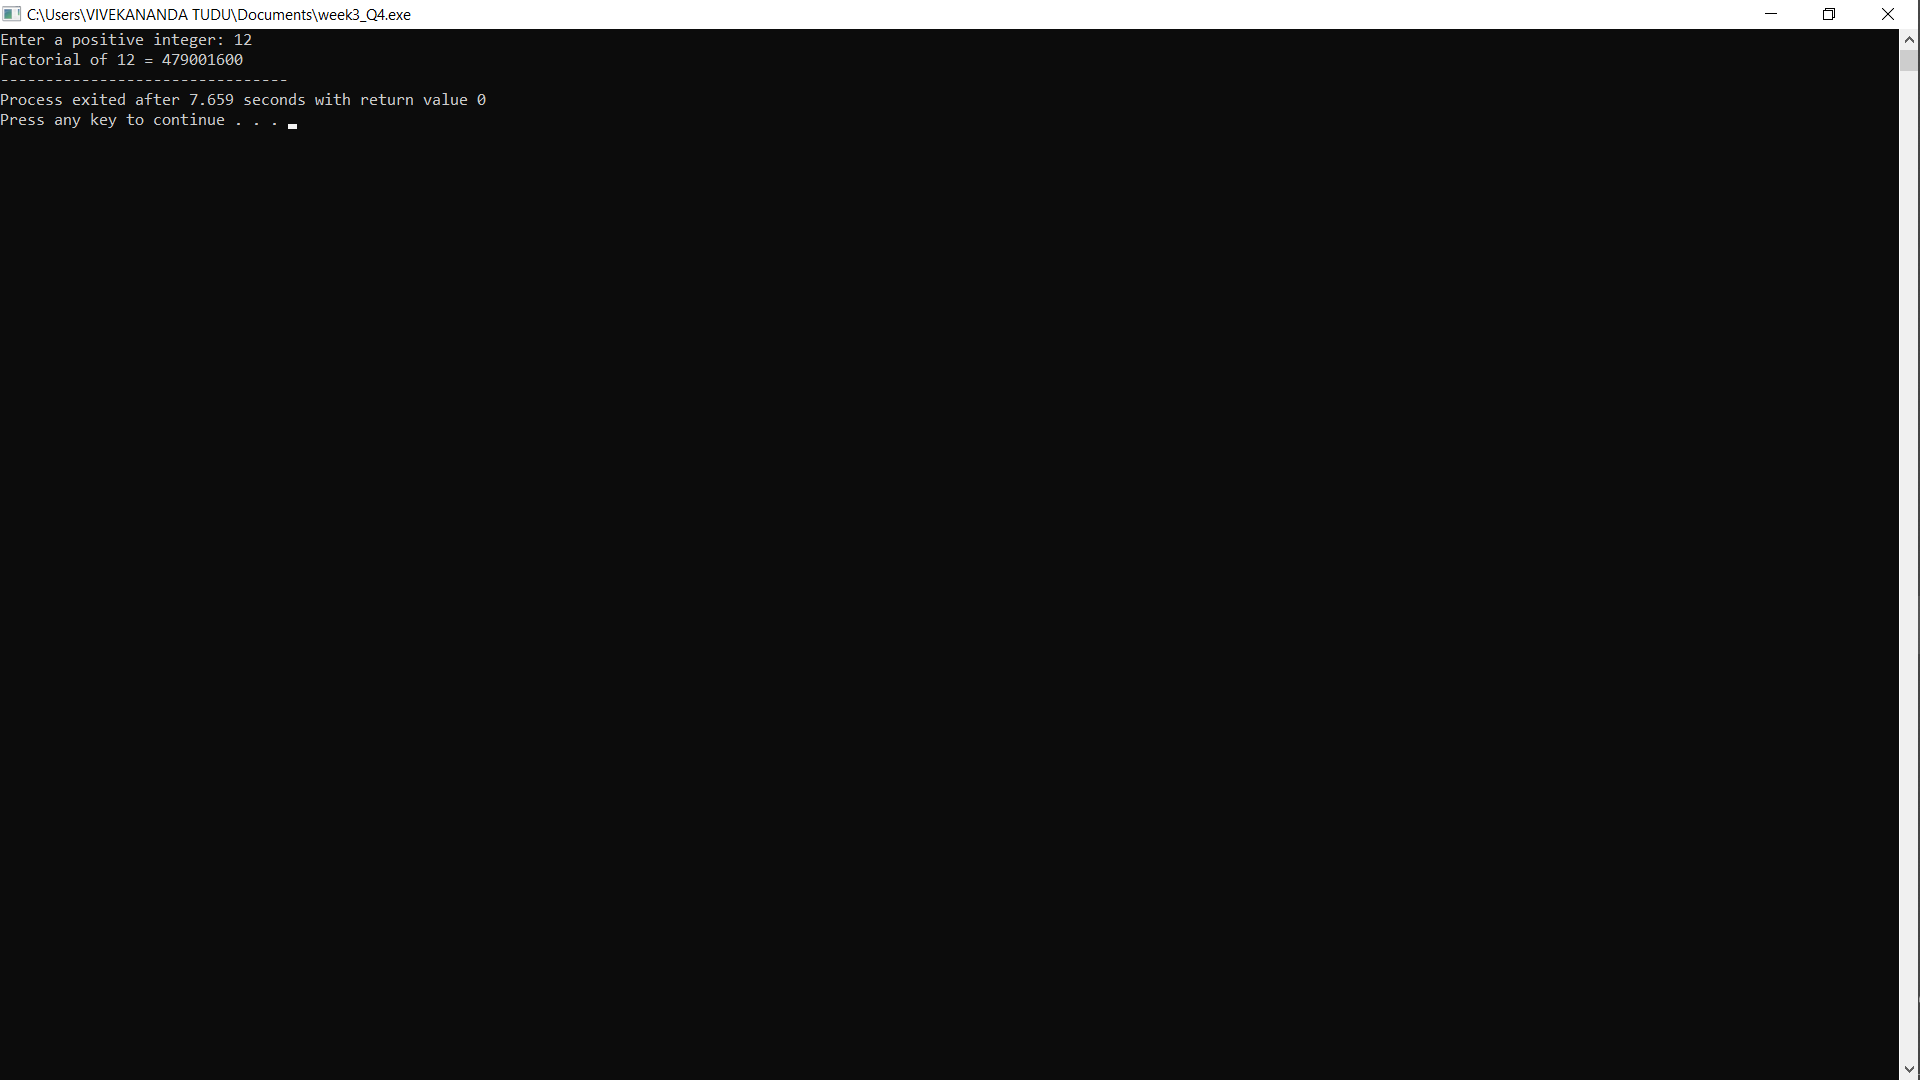 C:\Users\VIVEKANANDA TUDU\Documents\week3_Q4.exe
Enter a positive integer: 12
Factorial of 12 = 479001600
--------------------------------
Process exited after 7.659 seconds with return value 0
Press any key to continue . . .